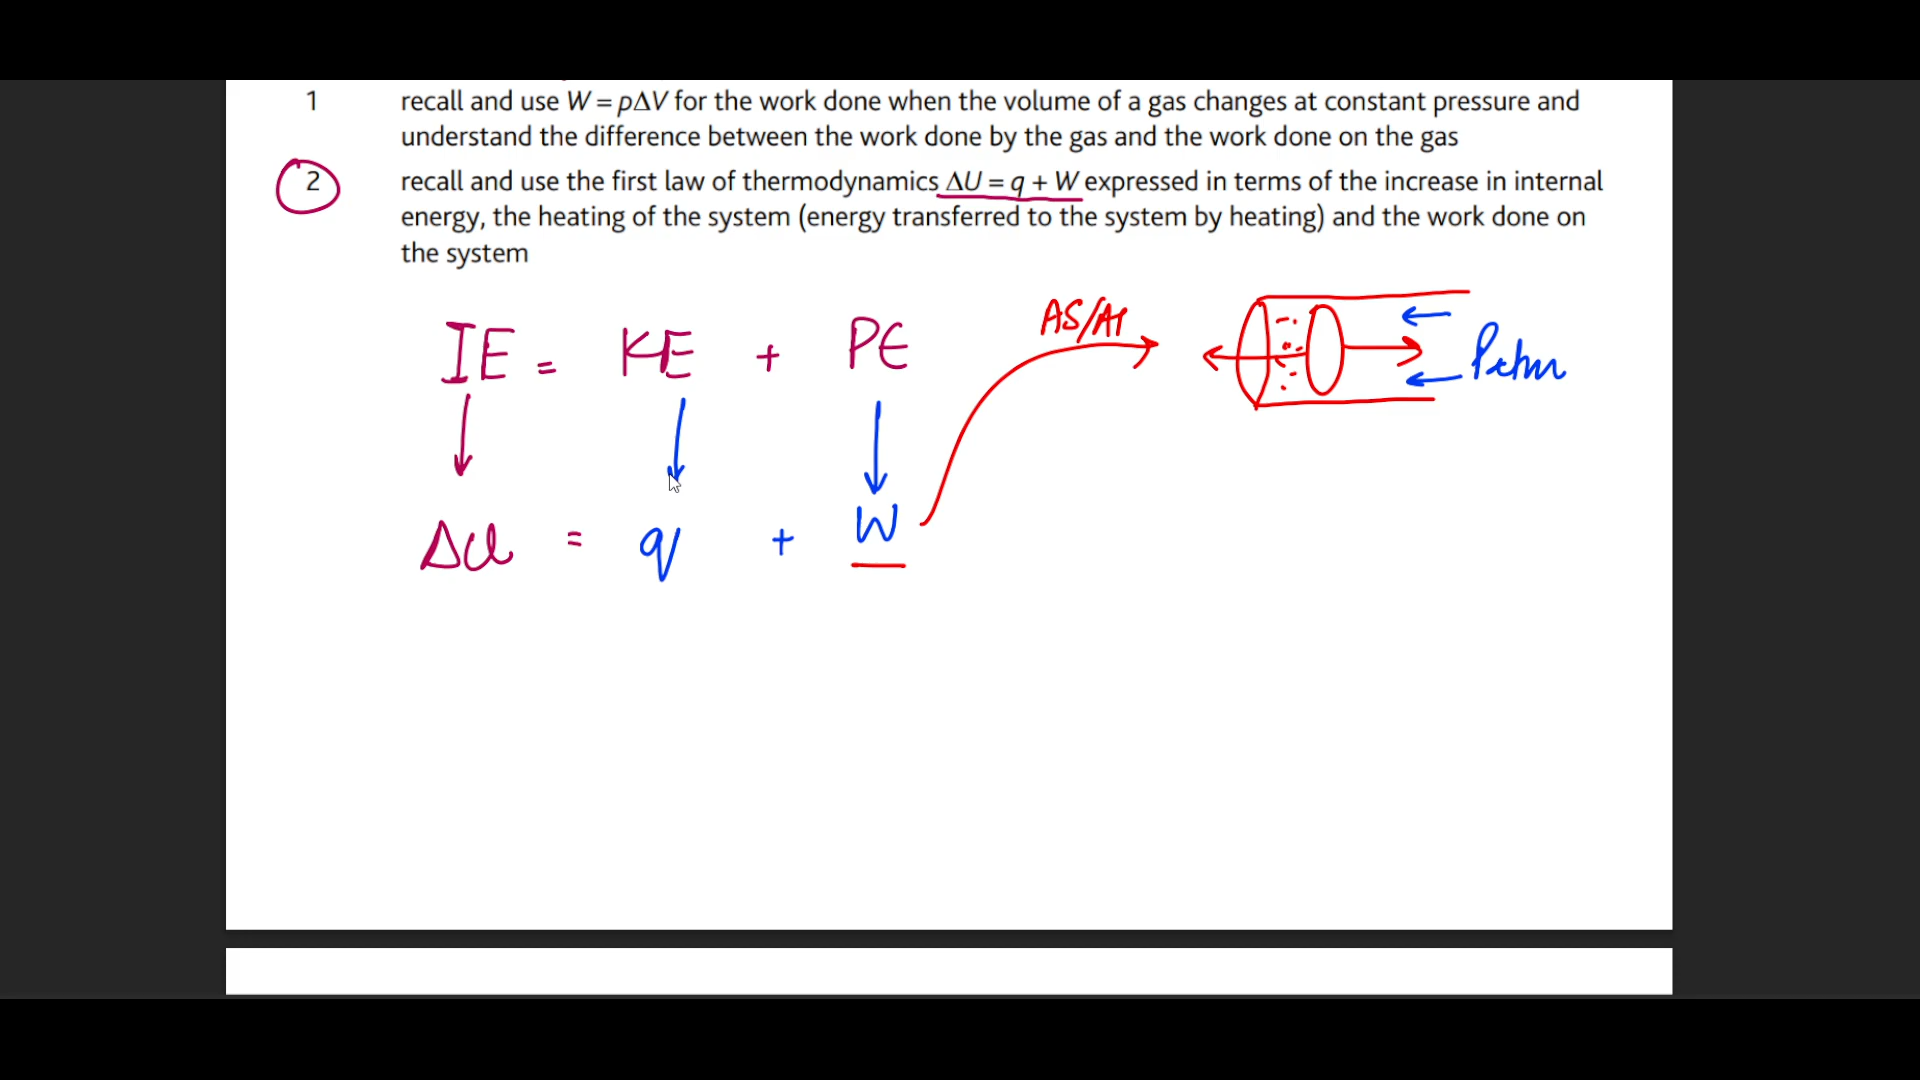 1 recall and use W = pΔV for the work done when the volume of a gas changes at constant pressure and
understand the difference between the work done by the gas and the work done on the gas
2 recall and use the first law of thermodynamics ΔU = q + W expressed in terms of the increase in internal
energy, the heating of the system (energy transferred to the system by heating) and the work done on
the system
IE = KE + PE
AS/A1
Patm
ΔU = q + W